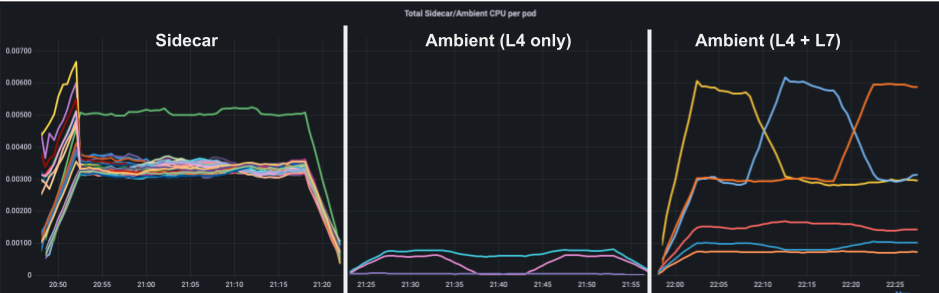 Total Sidecar/Ambient CPU per pod
Sidecar
Ambient (L4 only)
Ambient (L4 + L7)
0.00700
0.00600
0.00500
0.00400
0.00300
0.00200
0.00100
0
20:50 20:55 21:00 21:05 21:10 21:15 21:20
21:25 21:30 21:35 21:40 21:45 21:50 21:55
22:00 22:05 22:10 22:15 22:20 22:25